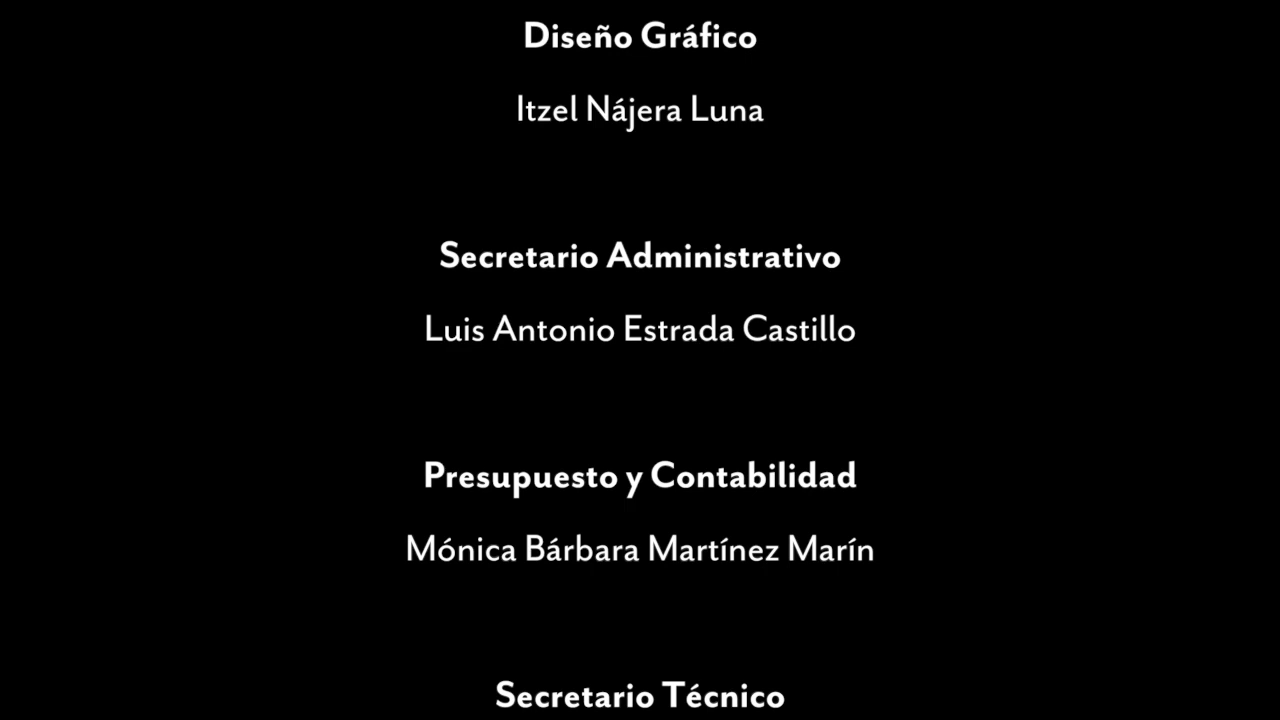 Diseño Gráfico
Itzel Nájera Luna
Secretario Administrativo
Luis Antonio Estrada Castillo
Presupuesto y Contabilidad
Mónica Bárbara Martínez Marín
Secretario Técnico